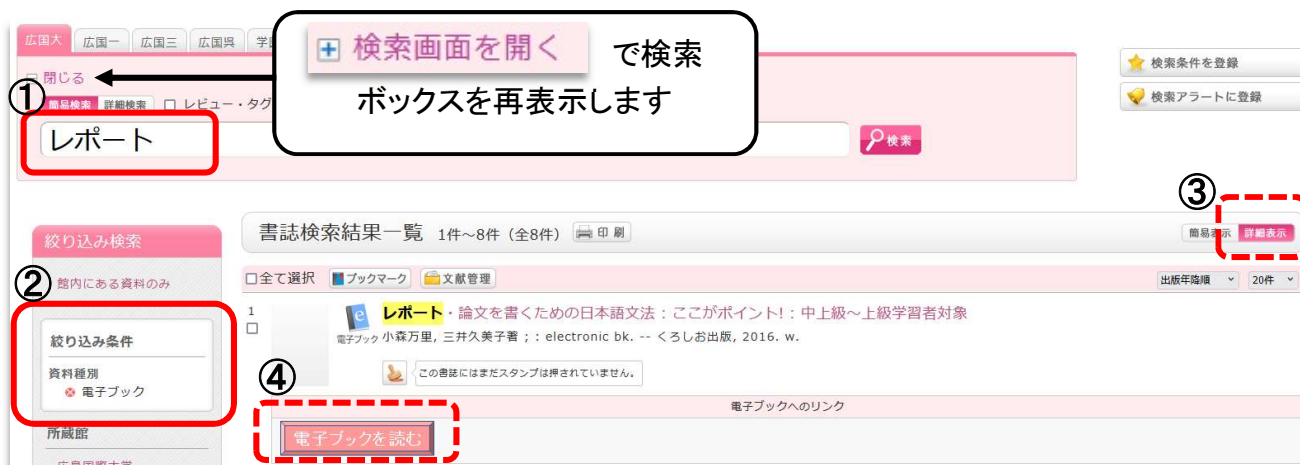 広国大 広国一 広国三 広国呉
田 検索画面を開く で検索
ボックスを再表示します
閉じる
①
簡易検索 詳細検索 レビュー・タグ
レポート
検索
検索条件を登録
検索アラートに登録
③
書誌検索結果一覧 1件～8件 (全8件) 印刷
簡易表示 詳細表示
絞り込み検索
②
館内にある資料のみ
絞り込み条件
資料種別
電子ブック
所蔵館
全て選択 ブックマーク 文献管理
出版年降順 20件
1
レポート・論文を書くための日本語文法 : ここがポイント! : 中上級～上級学習者対象
電子ブック 小森万里, 三井久美子著 ; : electronic bk. -- くろしお出版, 2016. w.
この書誌にはまだスタンプは押されていません。
④
電子ブックへのリンク
電子ブックを読む